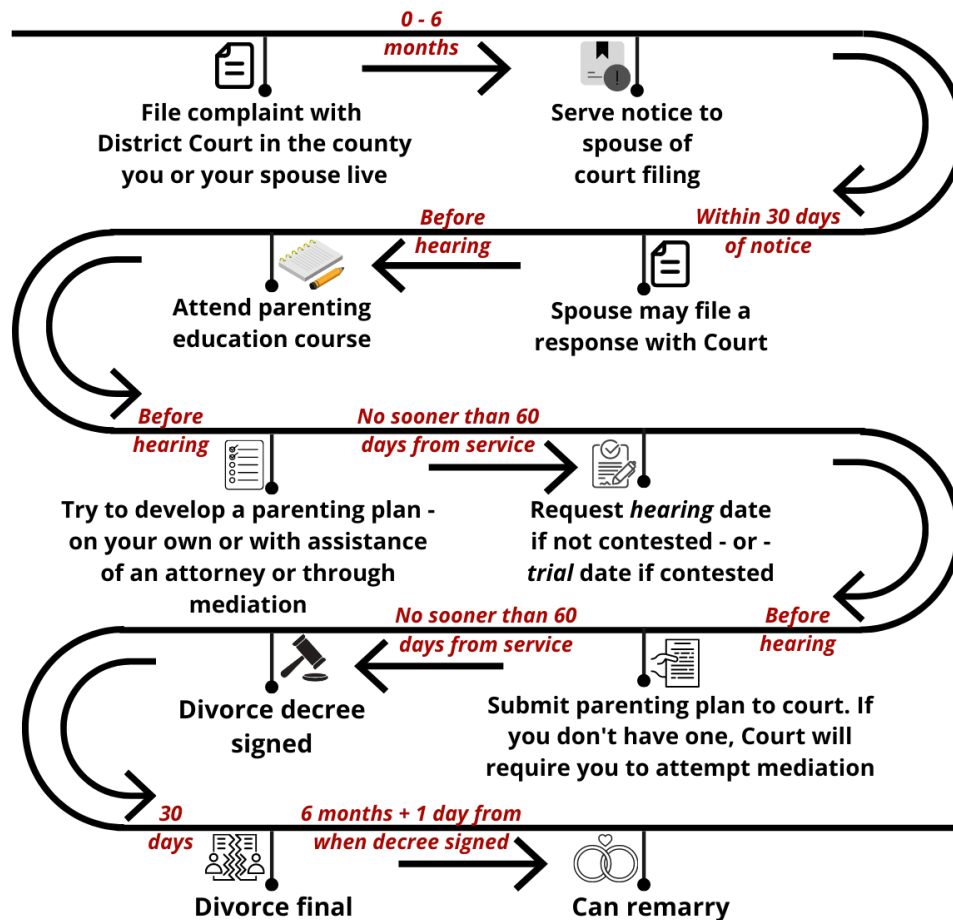 0 - 6
months
File complaint with
District Court in the county
you or your spouse live
Serve notice to
spouse of
court filing
Within 30 days
of notice
Spouse may file a
response with Court
Before
hearing
Attend parenting
education course
Before
hearing
Try to develop a parenting plan -
on your own or with assistance
of an attorney or through
mediation
No sooner than 60
days from service
Request hearing date
if not contested - or -
trial date if contested
Before
hearing
Submit parenting plan to court. If
you don't have one, Court will
require you to attempt mediation
No sooner than 60
days from service
Divorce decree
signed
30
days
Divorce final
6 months + 1 day from
when decree signed
Can remarry